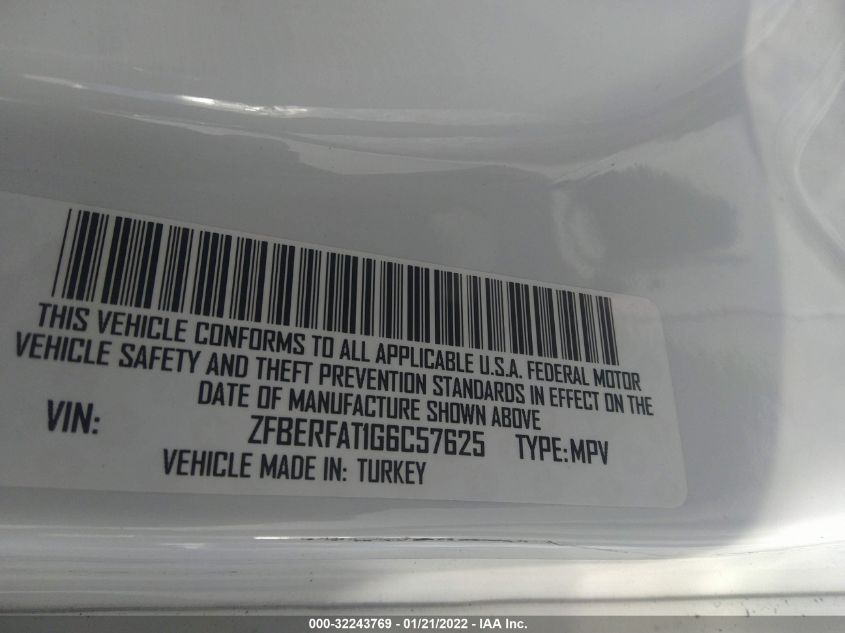 THIS VEHICLE CONFORMS TO ALL APPLICABLE U.S.A. FEDERAL MOTOR
VEHICLE SAFETY AND THEFT PREVENTION STANDARDS IN EFFECT ON THE
DATE OF MANUFACTURE SHOWN ABOVE
VIN: ZFBERFAT1G6C57625 TYPE: MPV
VEHICLE MADE IN: TURKEY
000-32243769 - 01/21/2022 - IAA Inc.